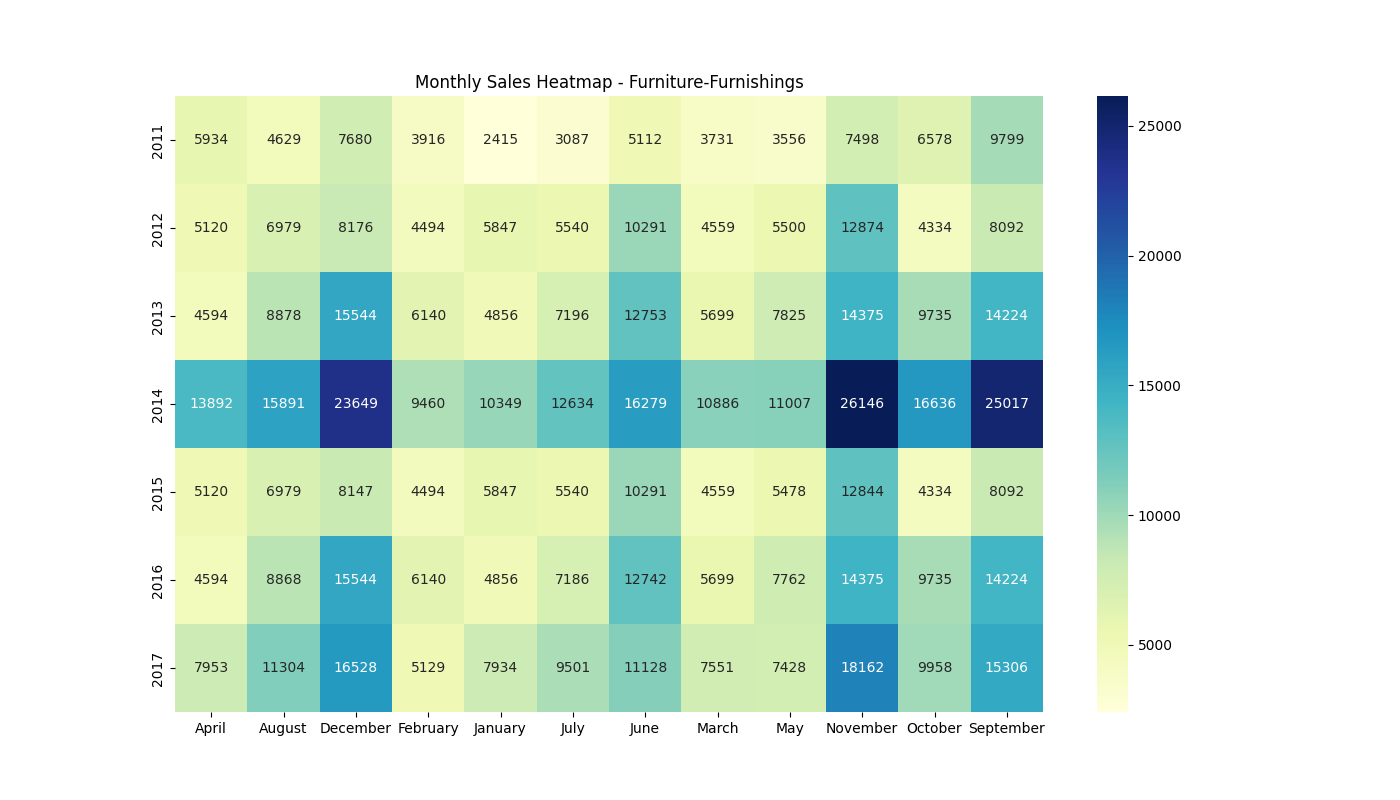 Monthly Sales Heatmap - Furniture-Furnishings
2011 5934 4629 7680 3916 2415 3087 5112 3731 3556 7498 6578 9799
2012 5120 6979 8176 4494 5847 5540 10291 4559 5500 12874 4334 8092
2013 4594 8878 15544 6140 4856 7196 12753 5699 7825 14375 9735 14224
2014 13892 15891 23649 9460 10349 12634 16279 10886 11007 26146 16636 25017
2015 5120 6979 8147 4494 5847 5540 10291 4559 5478 12844 4334 8092
2016 4594 8868 15544 6140 4856 7186 12742 5699 7762 14375 9735 14224
2017 7953 11304 16528 5129 7934 9501 11128 7551 7428 18162 9958 15306
April August December February January July June March May November October September
25000
20000
15000
10000
5000